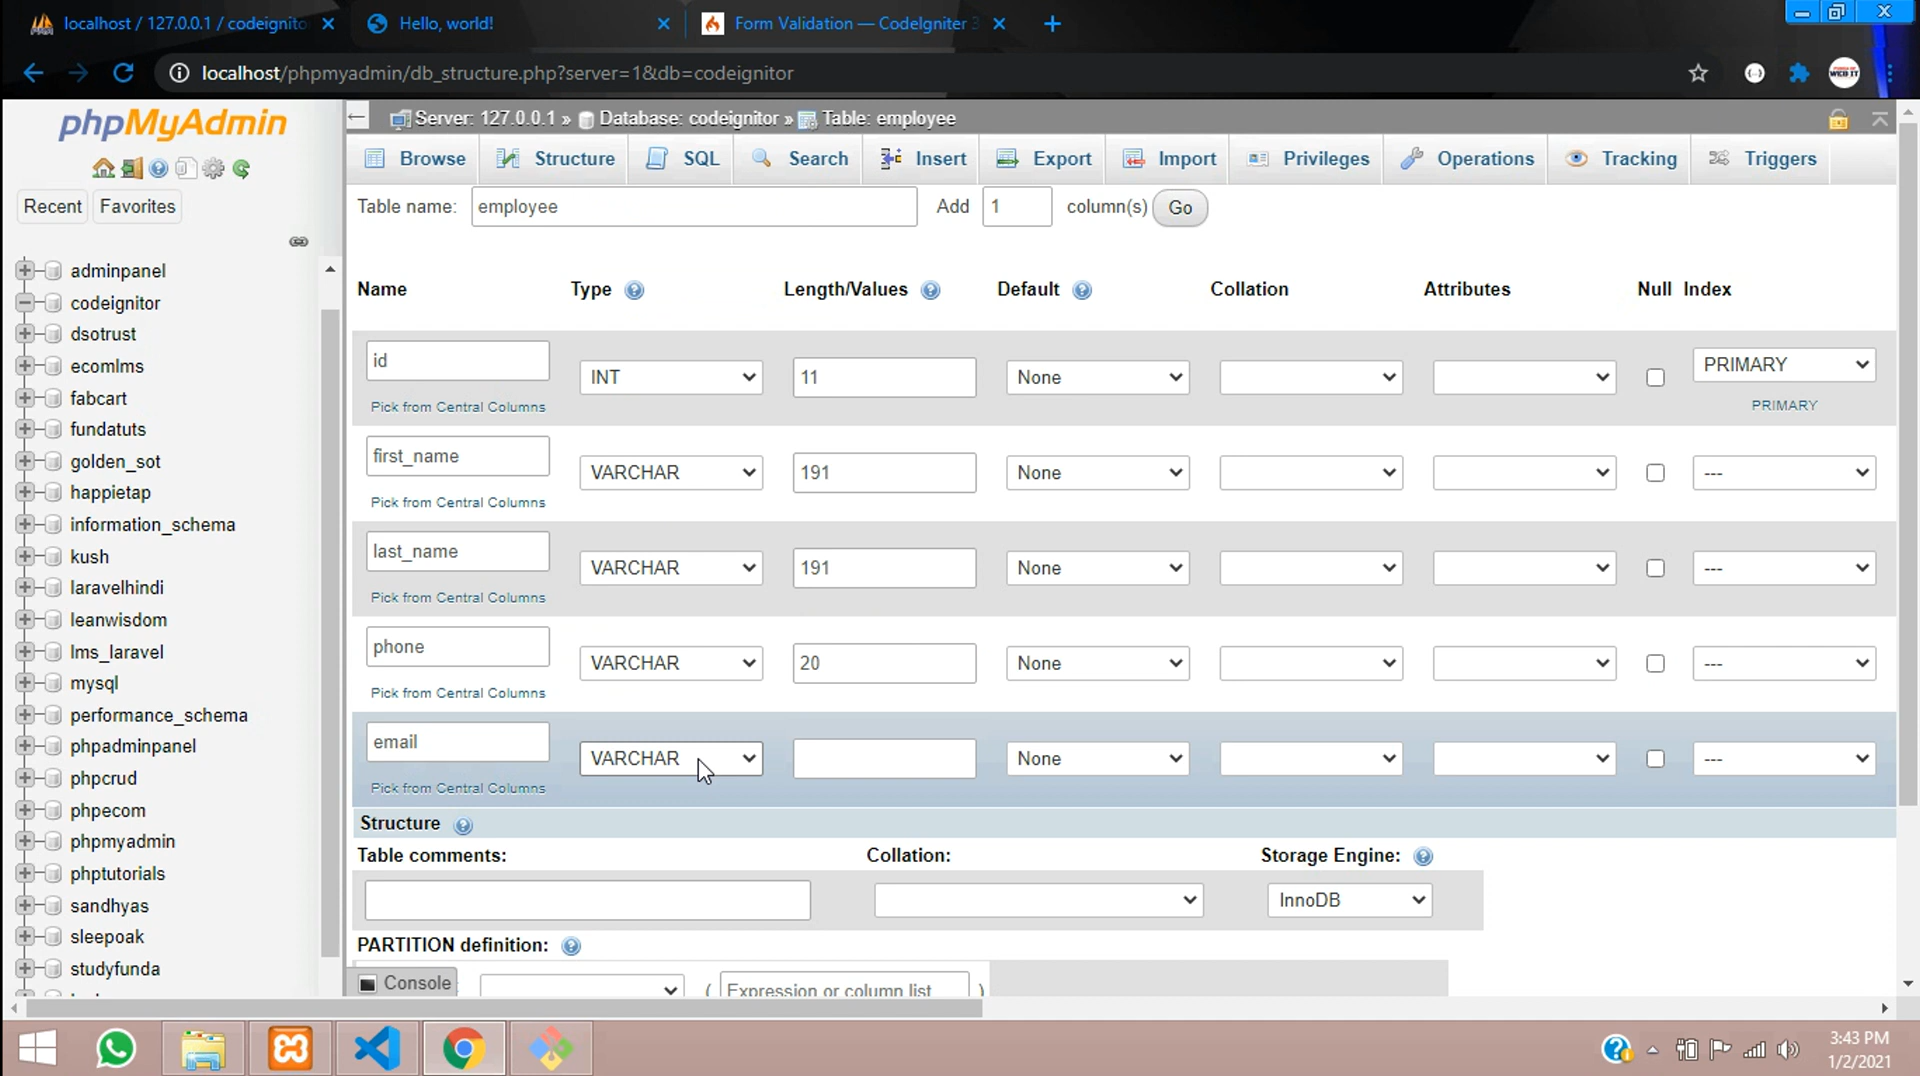 localhost / 127.0.0.1 / codeignito
Hello, world!
Form Validation — CodeIgniter 3
localhost/phpmyadmin/db_structure.php?server=1&db=codeignitor
WEB IT
phpMyAdmin
Recent
Favorites
adminpanel
codeignitor
dsotrust
ecomlms
fabcart
fundatuts
golden_sot
happietap
information_schema
kush
laravelhindi
leanwisdom
lms_laravel
mysql
performance_schema
phpadminpanel
phpcrud
phpecom
phpmyadmin
phptutorials
sandhyas
sleepoak
studyfunda
Server: 127.0.0.1 » Database: codeignitor » Table: employee
Browse Structure SQL Search Insert Export Import Privileges Operations Tracking Triggers
Table name: employee Add 1 column(s) Go
Name Type Length/Values Default Collation Attributes Null Index
id INT 11 None PRIMARY
Pick from Central Columns PRIMARY
first_name VARCHAR 191 None ---
Pick from Central Columns
last_name VARCHAR 191 None ---
Pick from Central Columns
phone VARCHAR 20 None ---
Pick from Central Columns
email VARCHAR None ---
Pick from Central Columns
Structure
Table comments: Collation: Storage Engine:
InnoDB
PARTITION definition:
Console ( Expression or column list )
3:43 PM
1/2/2021